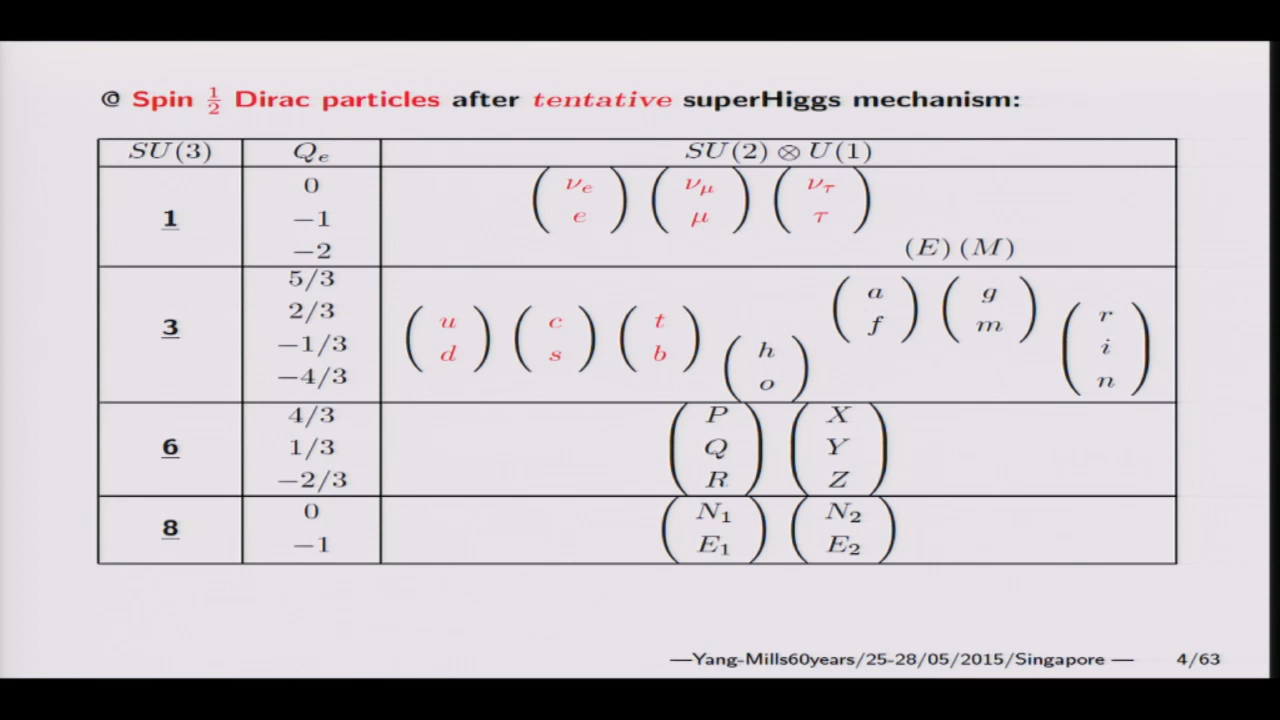 @ Spin 1/2 Dirac particles after tentative superHiggs mechanism:
SU(3) Q_e SU(2) ⊗ U(1)
1
0 ν_e ν_μ ν_τ
−1 e μ τ
−2 (E) (M)
3
5/3 a g
2/3 u c t f m r
−1/3 d s b h i
−4/3 o n
6
4/3 P X
1/3 Q Y
−2/3 R Z
8
0 N_1 N_2
−1 E_1 E_2
—Yang-Mills60years/25-28/05/2015/Singapore — 4/63